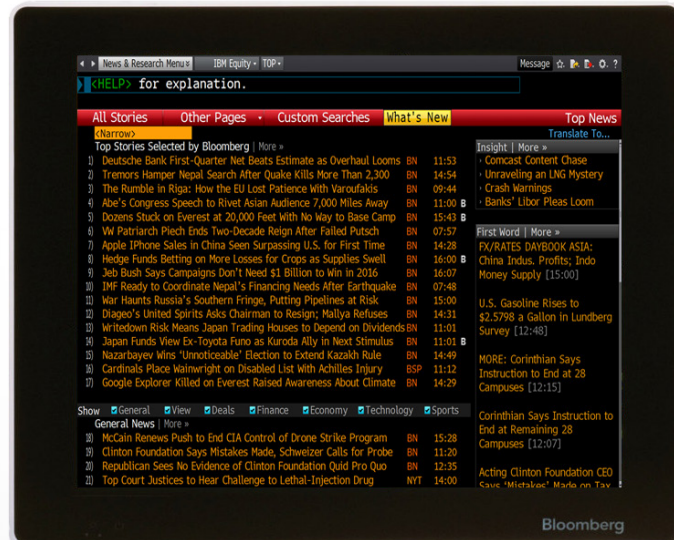 News & Research Menu IBM Equity TOP Message ?
<HELP> for explanation.
All Stories Other Pages Custom Searches What's New Top News
<Narrow> Translate To...
Top Stories Selected by Bloomberg | More »
1) Deutsche Bank First-Quarter Net Beats Estimate as Overhaul Looms BN 11:53
2) Tremors Hamper Nepal Search After Quake Kills More Than 2,300 BN 14:54
3) The Rumble in Riga: How the EU Lost Patience With Varoufakis BN 09:44
4) Abe's Congress Speech to Rivet Asian Audience 7,000 Miles Away BN 11:00 B
5) Dozens Stuck on Everest at 20,000 Feet With No Way to Base Camp BN 15:43 B
6) VW Patriarch Piech Ends Two-Decade Reign After Failed Putsch BN 07:57
7) Apple IPhone Sales in China Seen Surpassing U.S. for First Time BN 14:28
8) Hedge Funds Betting on More Losses for Crops as Supplies Swell BN 16:00 B
9) Jeb Bush Says Campaigns Don't Need $1 Billion to Win in 2016 BN 16:07
10) IMF Ready to Coordinate Nepal's Financing Needs After Earthquake BN 07:48
11) War Haunts Russia's Southern Fringe, Putting Pipelines at Risk BN 15:00
12) Diageo's United Spirits Asks Chairman to Resign; Mallya Refuses BN 14:31
13) Writedown Risk Means Japan Trading Houses to Depend on Dividends BN 11:01
14) Japan Funds View Ex-Toyota Funo as Kuroda Ally in Next Stimulus BN 11:01 B
15) Nazarbayev Wins 'Unnoticeable' Election to Extend Kazakh Rule BN 14:49
16) Cardinals Place Wainwright on Disabled List With Achilles Injury BSP 11:12
17) Google Explorer Killed on Everest Raised Awareness About Climate BN 14:29
Show General View Deals Finance Economy Technology Sports
General News | More »
18) McCain Renews Push to End CIA Control of Drone Strike Program BN 15:28
19) Clinton Foundation Says Mistakes Made, Schweizer Calls for Probe BN 11:20
20) Republican Sees No Evidence of Clinton Foundation Quid Pro Quo BN 12:35
21) Top Court Justices to Hear Challenge to Lethal-Injection Drug NYT 14:00
Insight | More »
Comcast Content Chase
Unraveling an LNG Mystery
Crash Warnings
Banks' Libor Pleas Loom
First Word | More »
FX/RATES DAYBOOK ASIA:
China Indus. Profits; Indo
Money Supply [15:00]
U.S. Gasoline Rises to
$2.5798 a Gallon in Lundberg
Survey [12:48]
MORE: Corinthian Says
Instruction to End at 28
Campuses [12:15]
Corinthian Says Instruction to
End at Remaining 28
Campuses [12:07]
Acting Clinton Foundation CEO
Says 'Mistakes' Made on Tax
Bloomberg